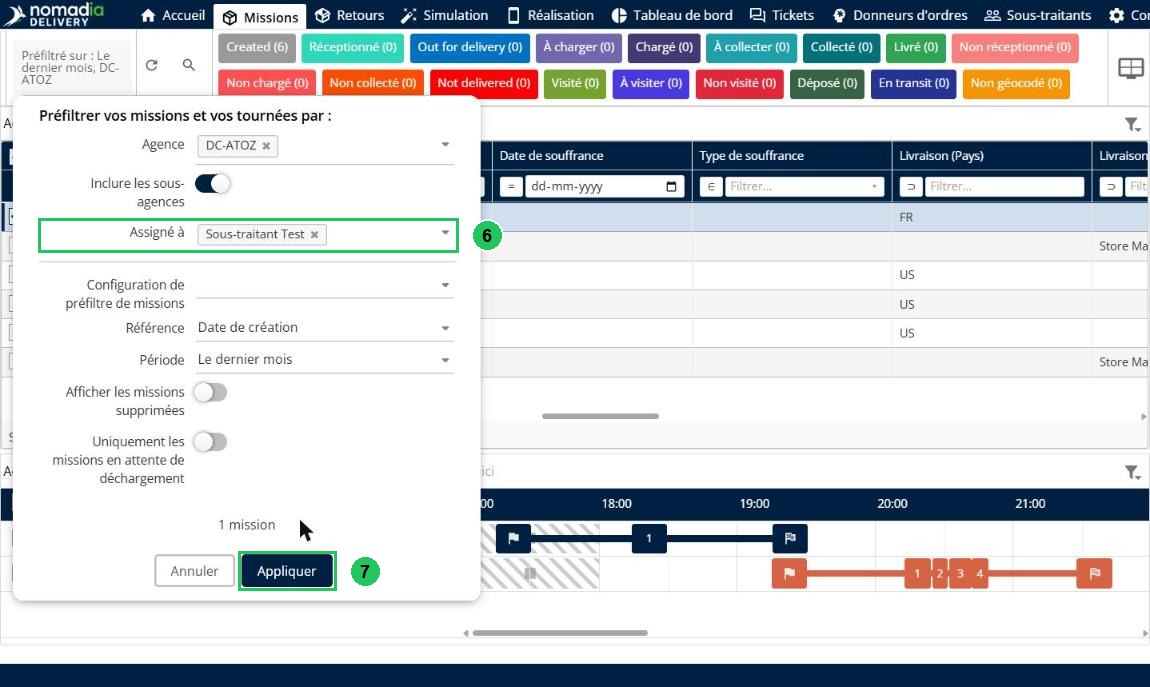 nomadia
DELIVERY
Accueil
Missions
Retours
Simulation
Réalisation
Tableau de bord
Tickets
Donneurs d'ordres
Sous-traitants
Préfiltré sur : Le
dernier mois, DC-
ATOZ
Created (6)
Réceptionné (0)
Out for delivery (0)
À charger (0)
Chargé (0)
À collecter (0)
Collecté (0)
Livré (0)
Non réceptionné (0)
Non chargé (0)
Non collecté (0)
Not delivered (0)
Visité (0)
À visiter (0)
Non visité (0)
Déposé (0)
En transit (0)
Non géocodé (0)
Préfiltrer vos missions et vos tournées par :
Agence
DC-ATOZ
Inclure les sous-
agences
Assigné à
Sous-traitant Test
6
Configuration de
préfiltre de missions
Référence
Date de création
Période
Le dernier mois
Afficher les missions
supprimées
Uniquement les
missions en attente de
déchargement
1 mission
Annuler
Appliquer
7
Date de souffrance
Type de souffrance
Livraison (Pays)
Livraison
=
dd-mm-yyyy
∈
Filtrer...
⊃
Filtrer...
⊃
FR
Store Ma
US
US
US
Store Ma
ici
00
18:00
19:00
20:00
21:00
1
1
2
3
4